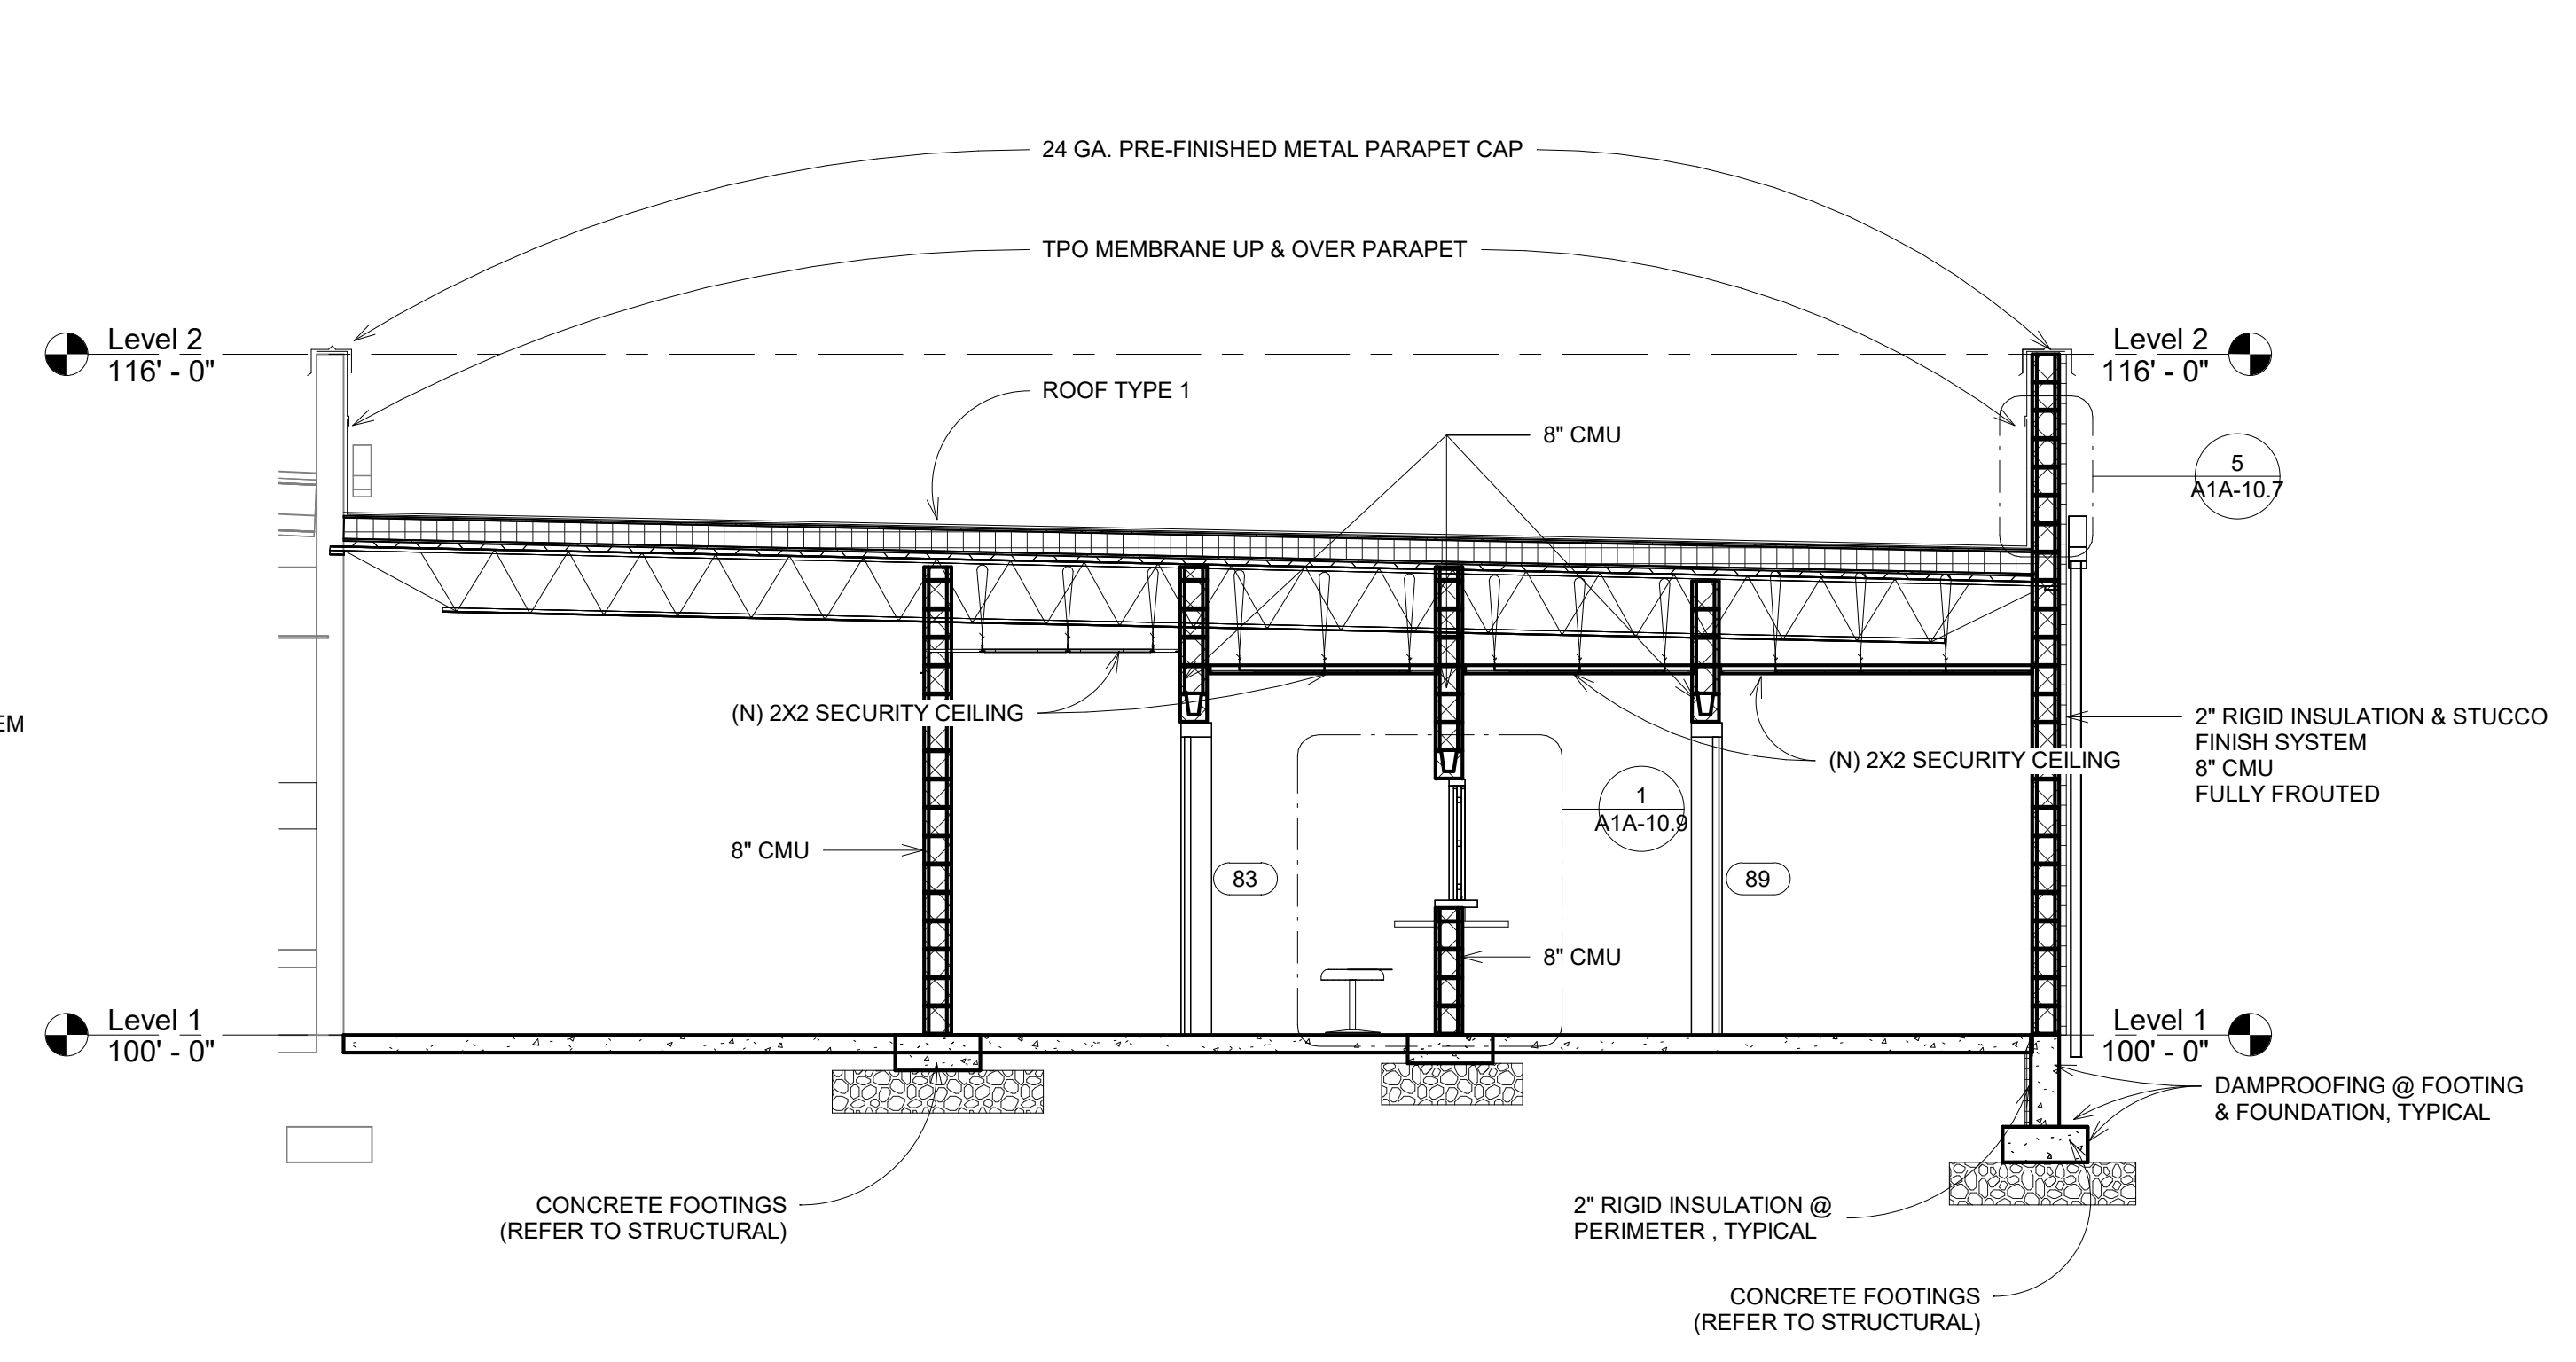 24 GA. PRE-FINISHED METAL PARAPET CAP
TPO MEMBRANE UP & OVER PARAPET
Level 2
116' - 0"
Level 2
116' - 0"
ROOF TYPE 1
8" CMU
5
A1A-10.7
(N) 2X2 SECURITY CEILING
EM
2" RIGID INSULATION & STUCCO
FINISH SYSTEM
8" CMU
FULLY FROUTED
(N) 2X2 SECURITY CEILING
1
A1A-10.9
8" CMU
83
89
8" CMU
Level 1
100' - 0"
Level 1
100' - 0"
DAMPROOFING @ FOOTING
& FOUNDATION, TYPICAL
CONCRETE FOOTINGS
(REFER TO STRUCTURAL)
2" RIGID INSULATION @
PERIMETER , TYPICAL
CONCRETE FOOTINGS
(REFER TO STRUCTURAL)